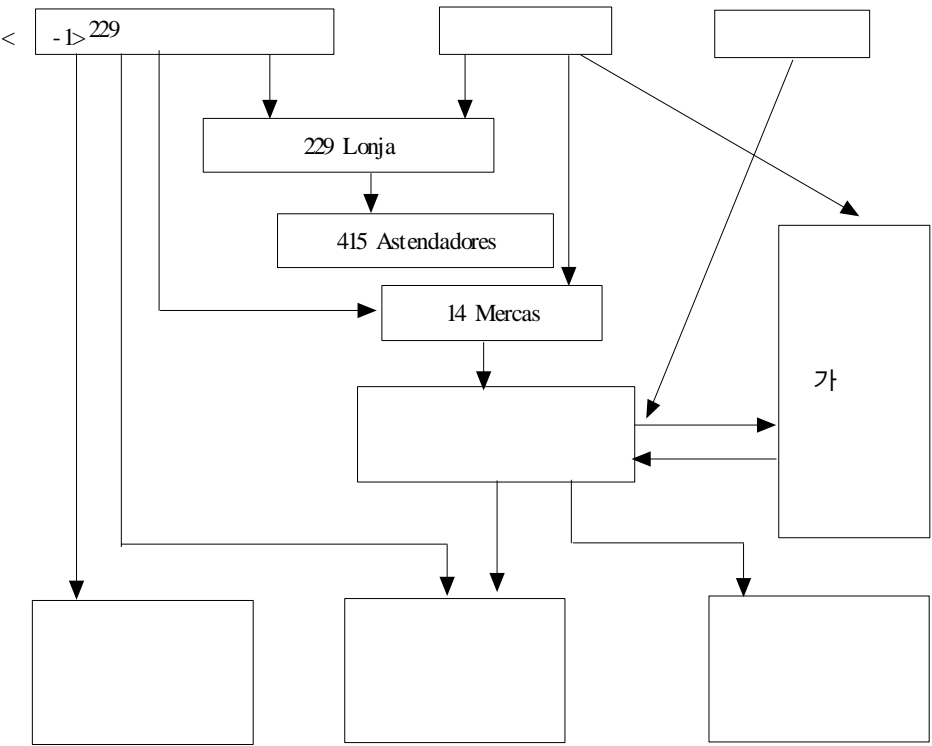 < -1> 229
229 Lonja
415 Astendadores
14 Mercas
가